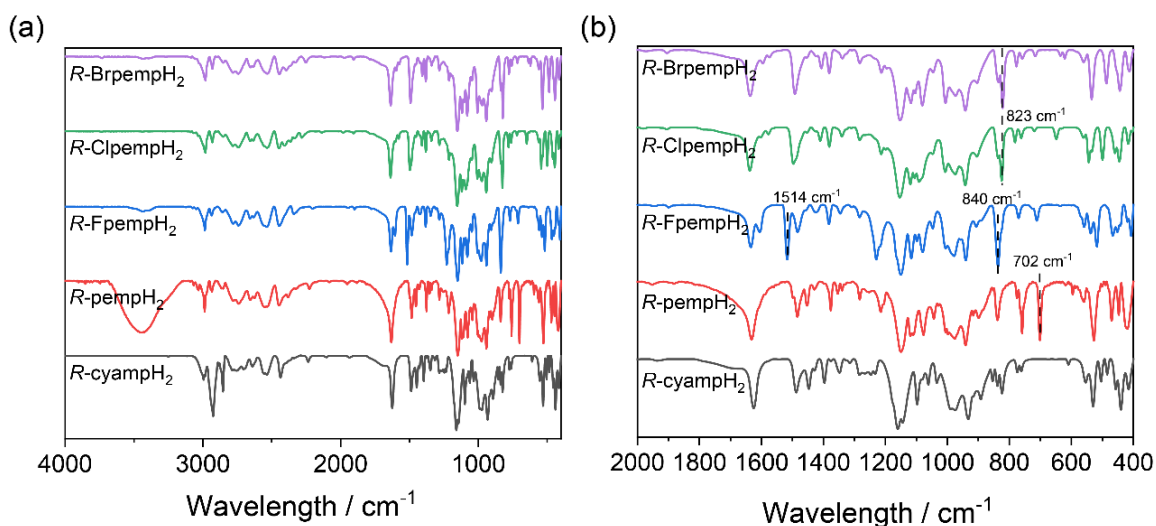 (a)
R-BrpempH₂
R-ClpempH₂
R-FpempH₂
R-pempH₂
R-cyampH₂
4000 3000 2000 1000
Wavelength / cm⁻¹
(b)
R-BrpempH₂
823 cm⁻¹
R-ClpempH₂
1514 cm⁻¹
840 cm⁻¹
R-FpempH₂
702 cm⁻¹
R-pempH₂
R-cyampH₂
2000 1800 1600 1400 1200 1000 800 600 400
Wavelength / cm⁻¹